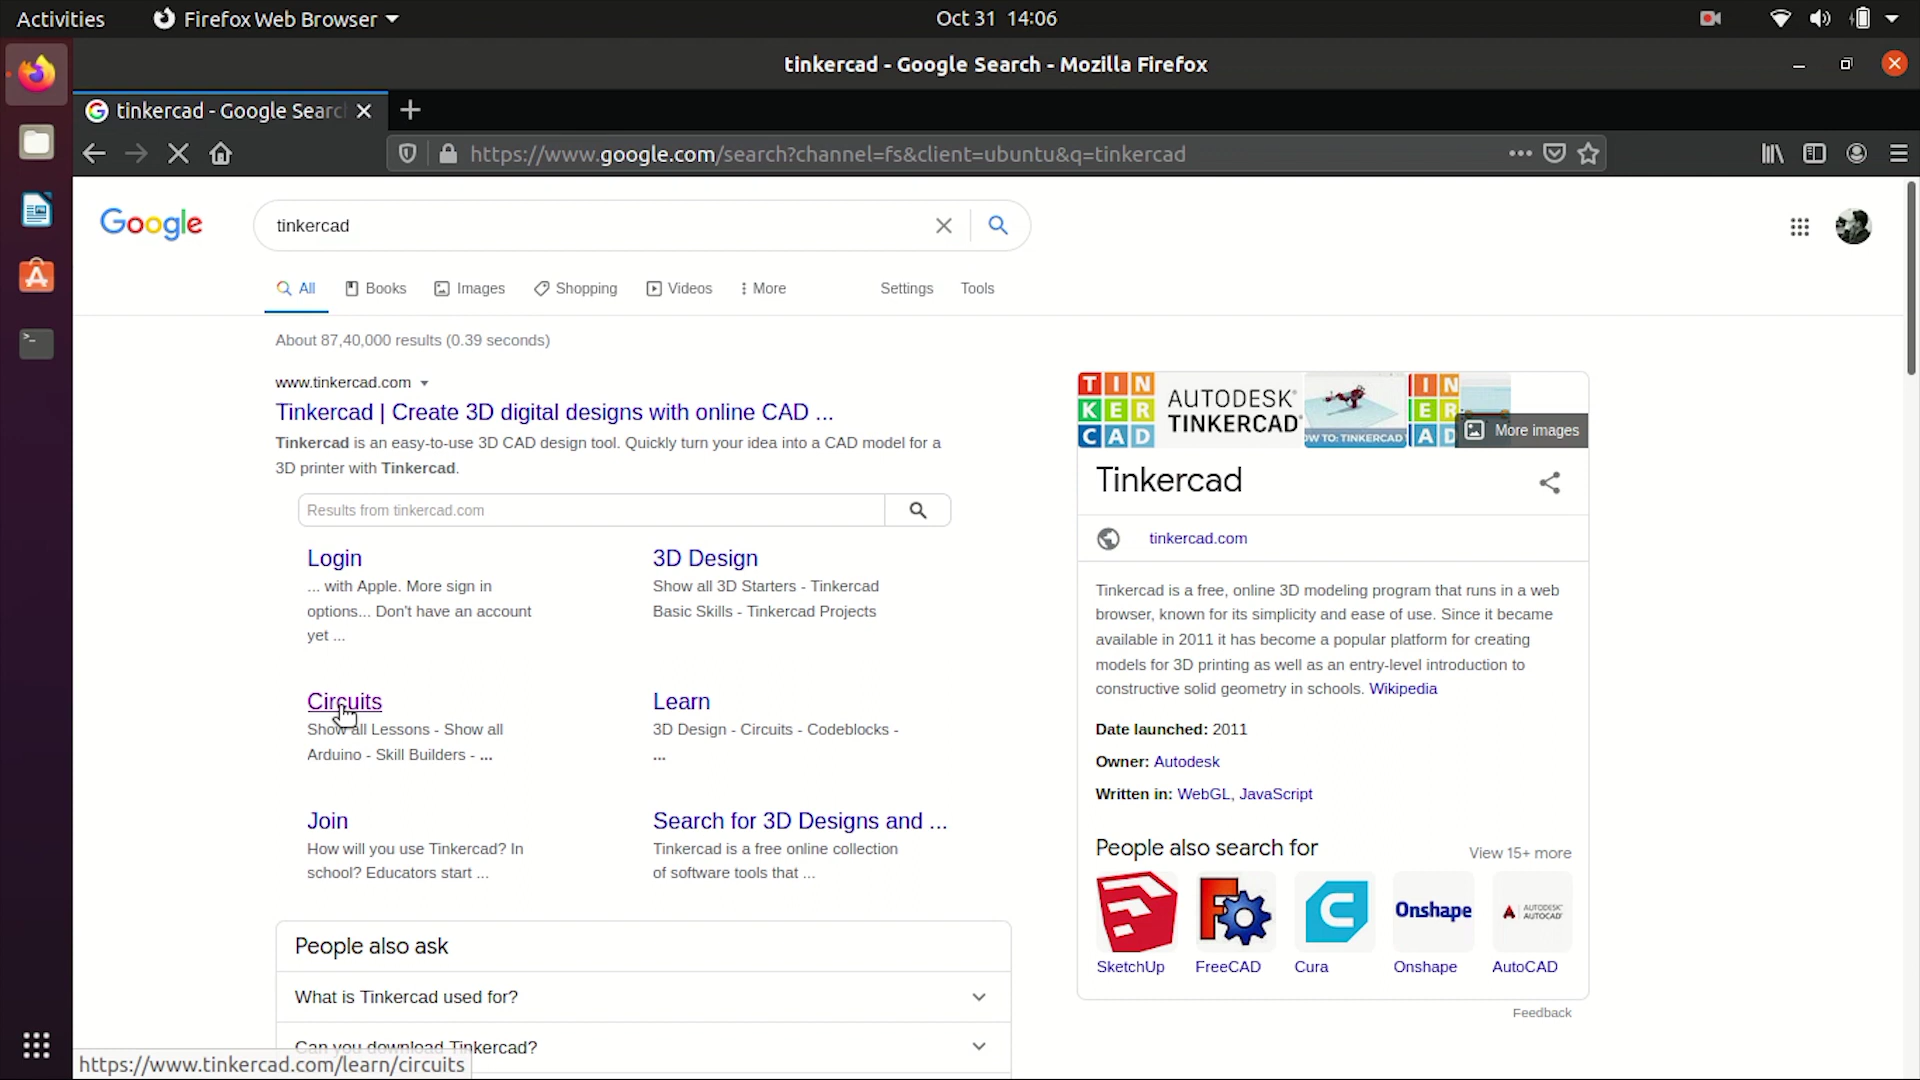 Activities Firefox Web Browser Oct 31 14:06
tinkercad - Google Search - Mozilla Firefox
tinkercad - Google Searc
https://www.google.com/search?channel=fs&client=ubuntu&q=tinkercad
Google tinkercad
All Books Images Shopping Videos More Settings Tools
About 87,40,000 results (0.39 seconds)
www.tinkercad.com
Tinkercad | Create 3D digital designs with online CAD ...
Tinkercad is an easy-to-use 3D CAD design tool. Quickly turn your idea into a CAD model for a
3D printer with Tinkercad.
Results from tinkercad.com
Login
... with Apple. More sign in
options... Don't have an account
yet ...
3D Design
Show all 3D Starters - Tinkercad
Basic Skills - Tinkercad Projects
Circuits
Show all Lessons - Show all
Arduino - Skill Builders - ...
Learn
3D Design - Circuits - Codeblocks -
...
Join
How will you use Tinkercad? In
school? Educators start ...
Search for 3D Designs and ...
Tinkercad is a free online collection
of software tools that ...
People also ask
What is Tinkercad used for?
Can you download Tinkercad?
https://www.tinkercad.com/learn/circuits
TIN
KER
CAD
AUTODESK®
TINKERCAD®
OW TO: TINKERCAD
IN
ER
AD
More images
Tinkercad
tinkercad.com
Tinkercad is a free, online 3D modeling program that runs in a web
browser, known for its simplicity and ease of use. Since it became
available in 2011 it has become a popular platform for creating
models for 3D printing as well as an entry-level introduction to
constructive solid geometry in schools. Wikipedia
Date launched: 2011
Owner: Autodesk
Written in: WebGL, JavaScript
People also search for
View 15+ more
Onshape
AUTODESK
AUTOCAD
SketchUp FreeCAD Cura Onshape AutoCAD
Feedback